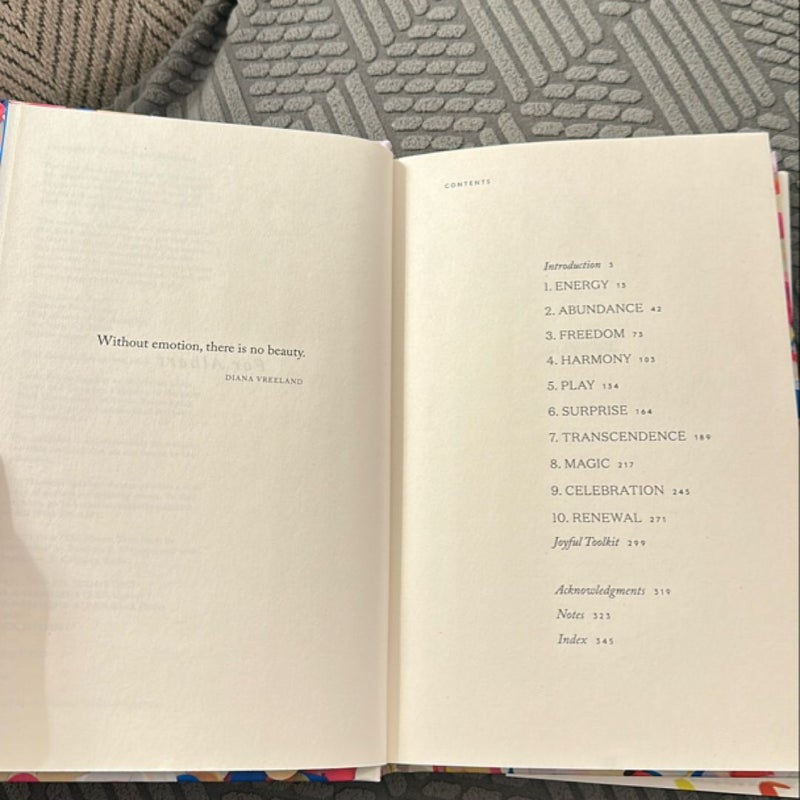 Without emotion, there is no beauty.
DIANA VREELAND
CONTENTS
Introduction 3
1. ENERGY 15
2. ABUNDANCE 42
3. FREEDOM 73
4. HARMONY 103
5. PLAY 134
6. SURPRISE 164
7. TRANSCENDENCE 189
8. MAGIC 217
9. CELEBRATION 245
10. RENEWAL 271
Joyful Toolkit 299
Acknowledgments 319
Notes 323
Index 345